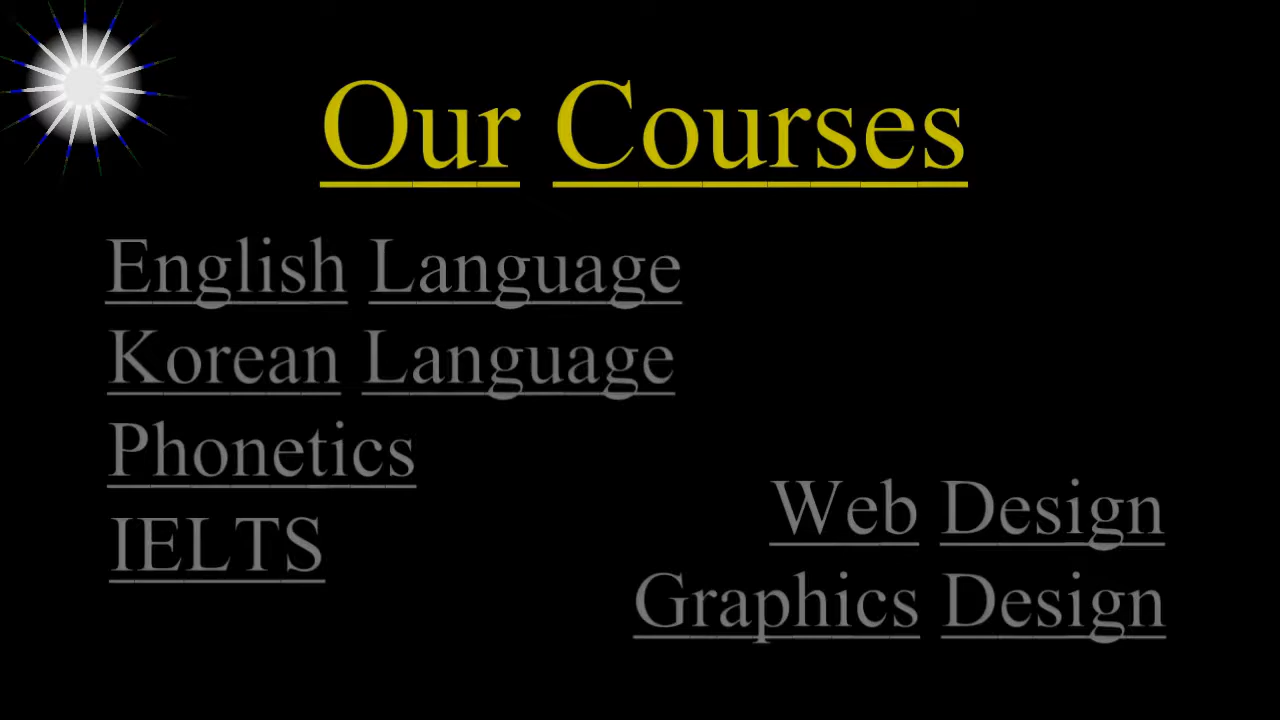 Our Courses
English Language
Korean Language
Phonetics
IELTS
Web Design
Graphics Design